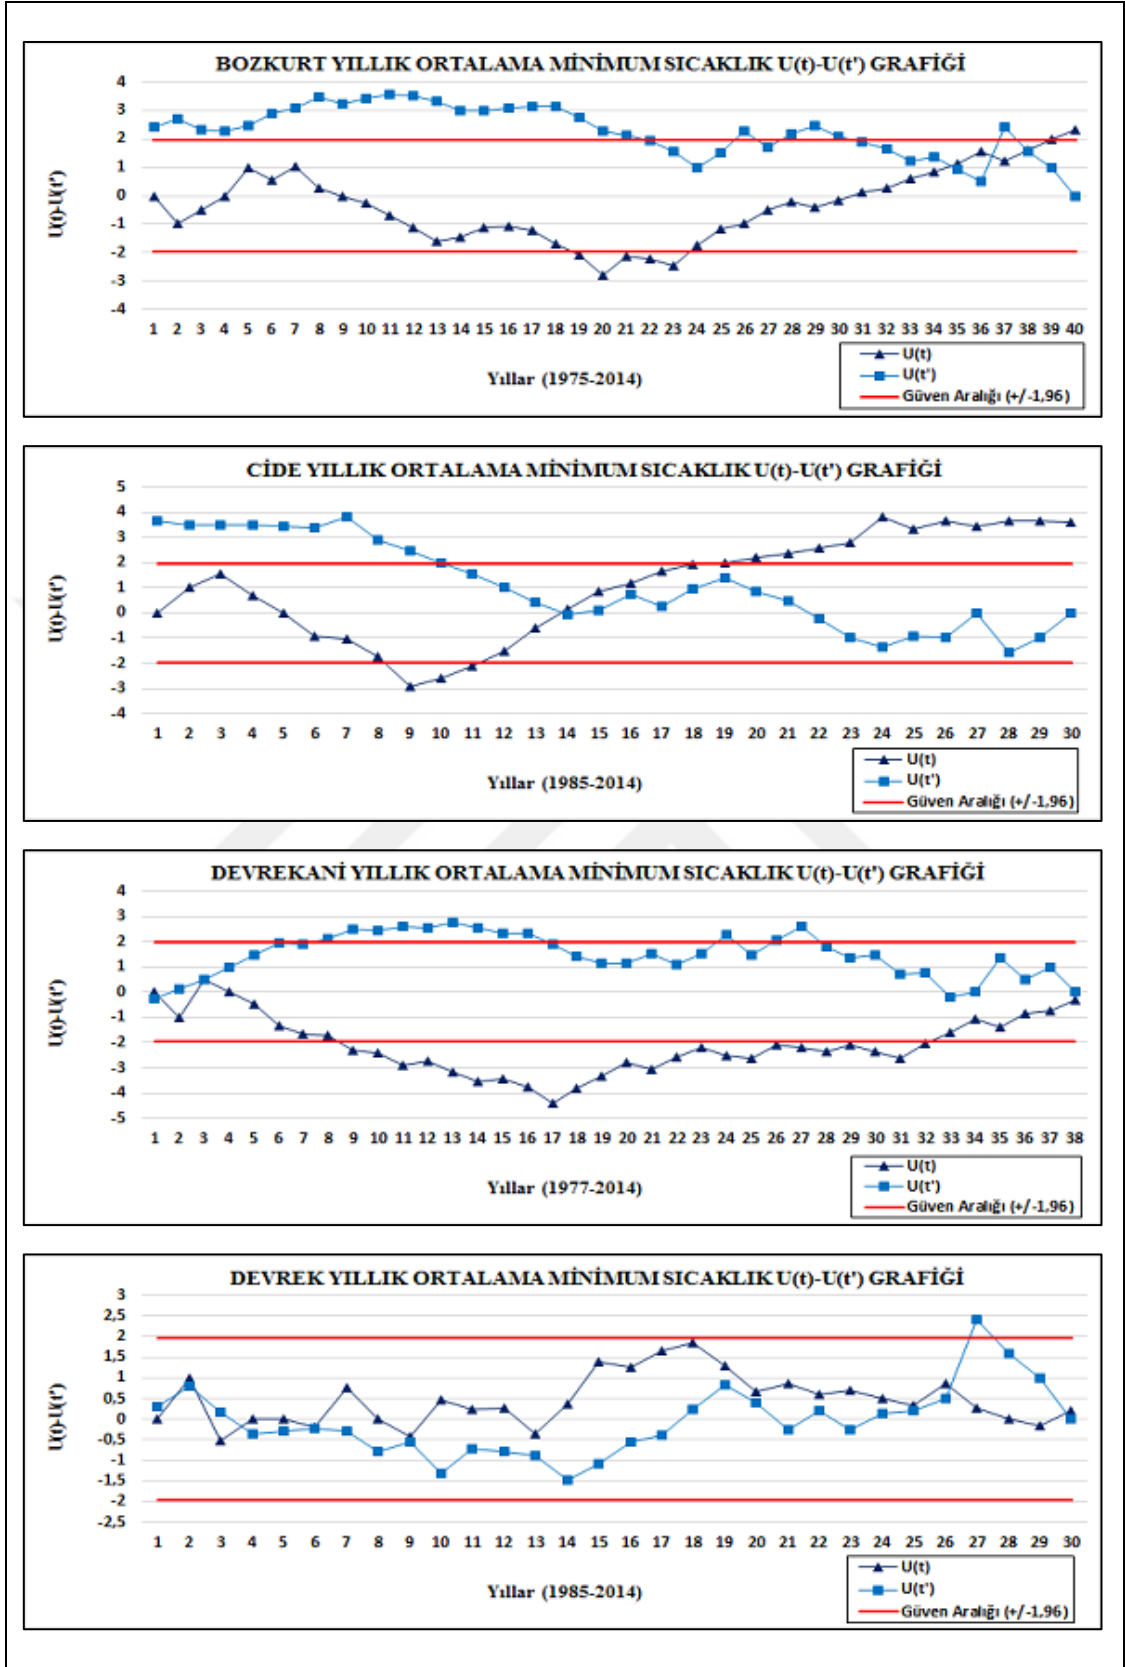 BOZKURT YILLIK ORTALAMA MİNİMUM SICAKLIK U(t)-U(t') GRAFİĞİ
4
3
2
1
0
-1
-2
-3
-4
U(t)-U(t')
1 2 3 4 5 6 7 8 9 10 11 12 13 14 15 16 17 18 19 20 21 22 23 24 25 26 27 28 29 30 31 32 33 34 35 36 37 38 39 40
Yıllar (1975-2014)
U(t)
U(t')
Güven Aralığı (+/-1,96)
CİDE YILLIK ORTALAMA MİNİMUM SICAKLIK U(t)-U(t') GRAFİĞİ
5
4
3
2
1
0
-1
-2
-3
-4
U(t)-U(t')
1 2 3 4 5 6 7 8 9 10 11 12 13 14 15 16 17 18 19 20 21 22 23 24 25 26 27 28 29 30
Yıllar (1985-2014)
U(t)
U(t')
Güven Aralığı (+/-1,96)
DEVREKANİ YILLIK ORTALAMA MİNİMUM SICAKLIK U(t)-U(t') GRAFİĞİ
4
3
2
1
0
-1
-2
-3
-4
-5
U(t)-U(t')
1 2 3 4 5 6 7 8 9 10 11 12 13 14 15 16 17 18 19 20 21 22 23 24 25 26 27 28 29 30 31 32 33 34 35 36 37 38
Yıllar (1977-2014)
U(t)
U(t')
Güven Aralığı (+/-1,96)
DEVREK YILLIK ORTALAMA MİNİMUM SICAKLIK U(t)-U(t') GRAFİĞİ
3
2,5
2
1,5
1
0,5
0
-0,5
-1
-1,5
-2
-2,5
U(t)-U(t')
1 2 3 4 5 6 7 8 9 10 11 12 13 14 15 16 17 18 19 20 21 22 23 24 25 26 27 28 29 30
Yıllar (1985-2014)
U(t)
U(t')
Güven Aralığı (+/-1,96)